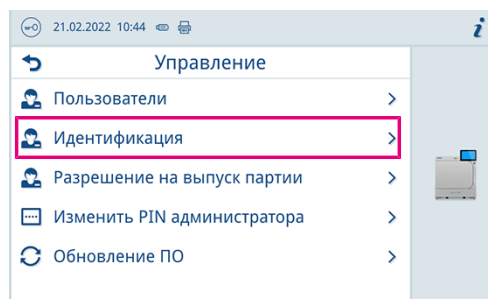 21.02.2022 10:44
Управление
Пользователи
Идентификация
Разрешение на выпуск партии
Изменить PIN администратора
Обновление ПО